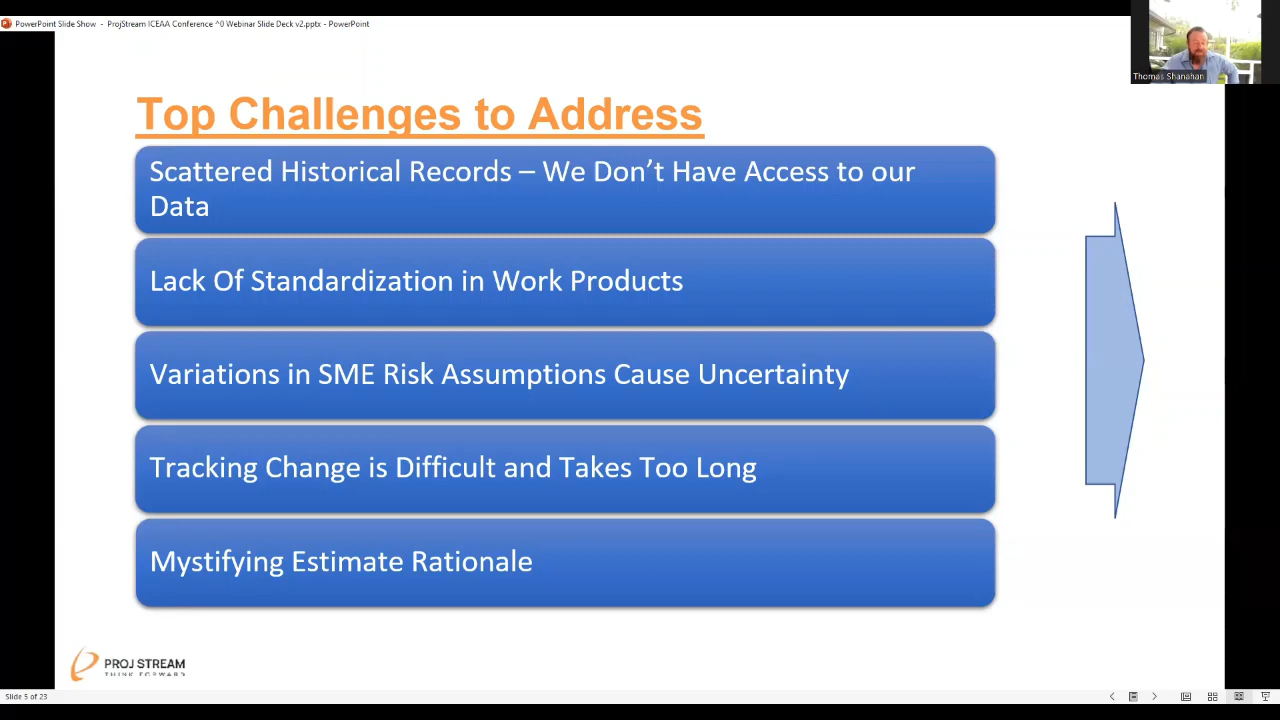 PowerPoint Slide Show - ProjStream ICEAA Conference ^0 Webinar Slide Deck v2.pptx - PowerPoint
Thomas Shanahan
Top Challenges to Address
Scattered Historical Records – We Don’t Have Access to our
Data
Lack Of Standardization in Work Products
Variations in SME Risk Assumptions Cause Uncertainty
Tracking Change is Difficult and Takes Too Long
Mystifying Estimate Rationale
PROJ STREAM
THINK FORWARD
Slide 5 of 23